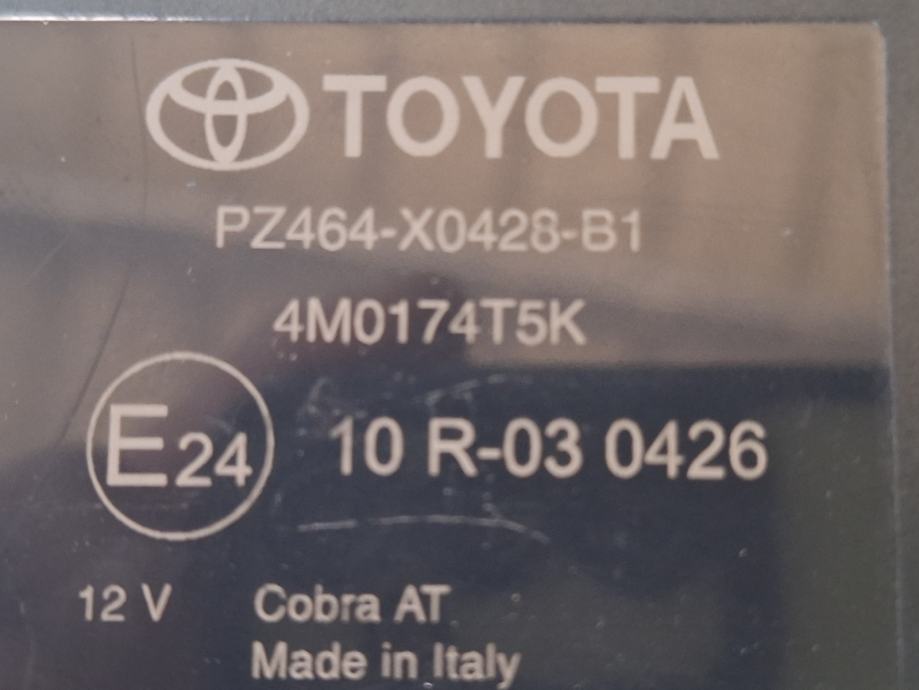 TOYOTA
PZ464-X0428-B1
4M0174T5K
E24 10 R-03 0426
12 V Cobra AT
Made in Italy